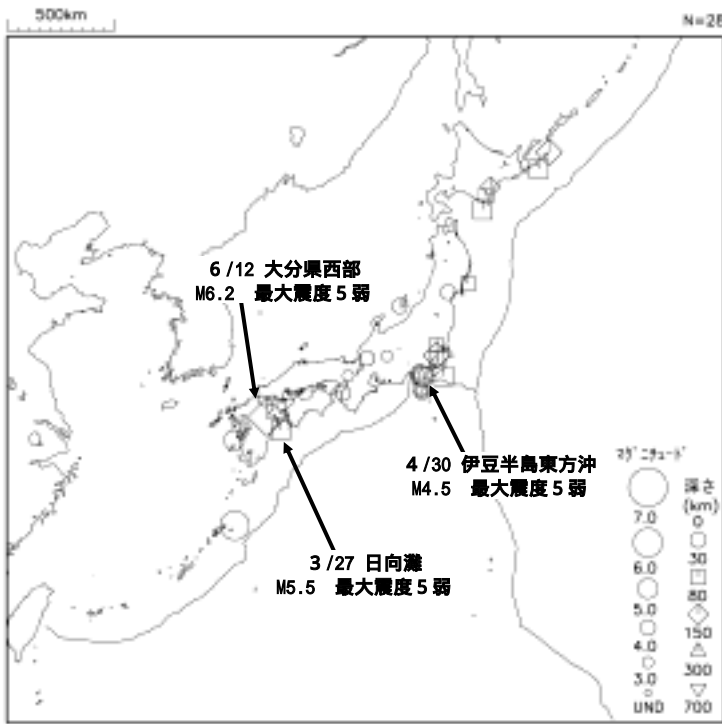 500km
N=28
6/12 大分県西部
M6.2 最大震度5弱
4/30 伊豆半島東方沖
M4.5 最大震度5弱
3/27 日向灘
M5.5 最大震度5弱
マグニチュード
7.0
6.0
5.0
4.0
3.0
UND
深さ
(km)
0
30
80
150
300
700